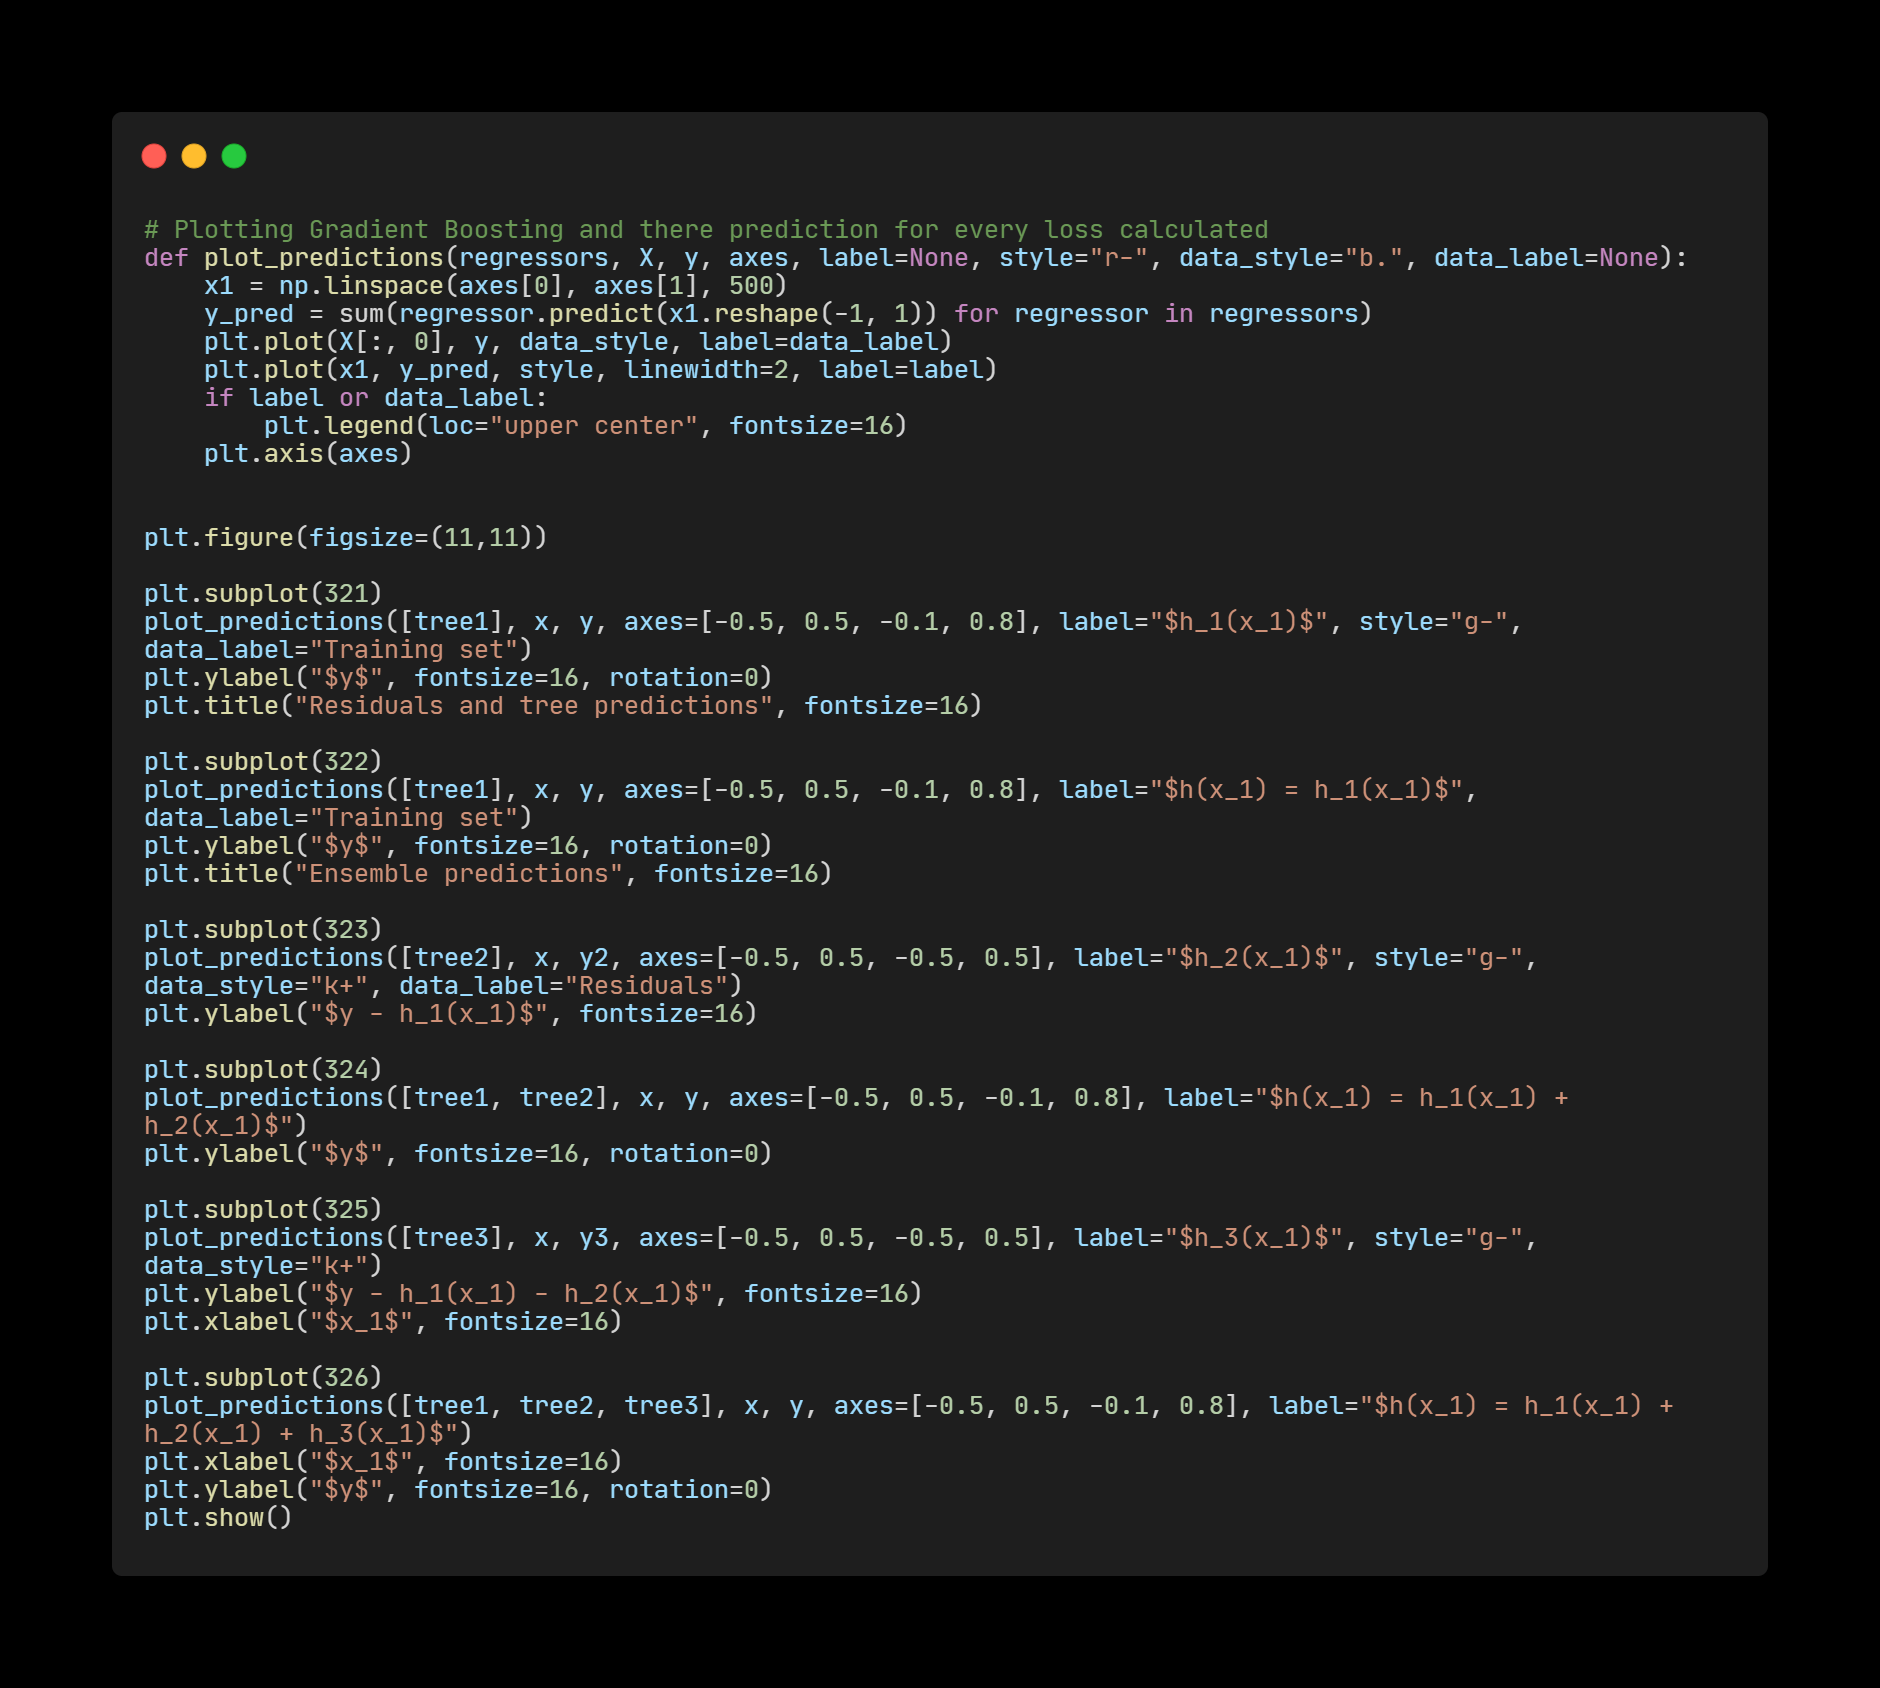 # Plotting Gradient Boosting and there prediction for every loss calculated
def plot_predictions(regressors, X, y, axes, label=None, style="r-", data_style="b.", data_label=None):
    x1 = np.linspace(axes[0], axes[1], 500)
    y_pred = sum(regressor.predict(x1.reshape(-1, 1)) for regressor in regressors)
    plt.plot(X[:, 0], y, data_style, label=data_label)
    plt.plot(x1, y_pred, style, linewidth=2, label=label)
    if label or data_label:
        plt.legend(loc="upper center", fontsize=16)
    plt.axis(axes)
plt.figure(figsize=(11,11))
plt.subplot(321)
plot_predictions([tree1], x, y, axes=[-0.5, 0.5, -0.1, 0.8], label="$h_1(x_1)$", style="g-",
data_label="Training set")
plt.ylabel("$y$", fontsize=16, rotation=0)
plt.title("Residuals and tree predictions", fontsize=16)
plt.subplot(322)
plot_predictions([tree1], x, y, axes=[-0.5, 0.5, -0.1, 0.8], label="$h(x_1) = h_1(x_1)$",
data_label="Training set")
plt.ylabel("$y$", fontsize=16, rotation=0)
plt.title("Ensemble predictions", fontsize=16)
plt.subplot(323)
plot_predictions([tree2], x, y2, axes=[-0.5, 0.5, -0.5, 0.5], label="$h_2(x_1)$", style="g-",
data_style="k+", data_label="Residuals")
plt.ylabel("$y - h_1(x_1)$", fontsize=16)
plt.subplot(324)
plot_predictions([tree1, tree2], x, y, axes=[-0.5, 0.5, -0.1, 0.8], label="$h(x_1) = h_1(x_1) +
h_2(x_1)$")
plt.ylabel("$y$", fontsize=16, rotation=0)
plt.subplot(325)
plot_predictions([tree3], x, y3, axes=[-0.5, 0.5, -0.5, 0.5], label="$h_3(x_1)$", style="g-",
data_style="k+")
plt.ylabel("$y - h_1(x_1) - h_2(x_1)$", fontsize=16)
plt.xlabel("$x_1$", fontsize=16)
plt.subplot(326)
plot_predictions([tree1, tree2, tree3], x, y, axes=[-0.5, 0.5, -0.1, 0.8], label="$h(x_1) = h_1(x_1) +
h_2(x_1) + h_3(x_1)$")
plt.xlabel("$x_1$", fontsize=16)
plt.ylabel("$y$", fontsize=16, rotation=0)
plt.show()